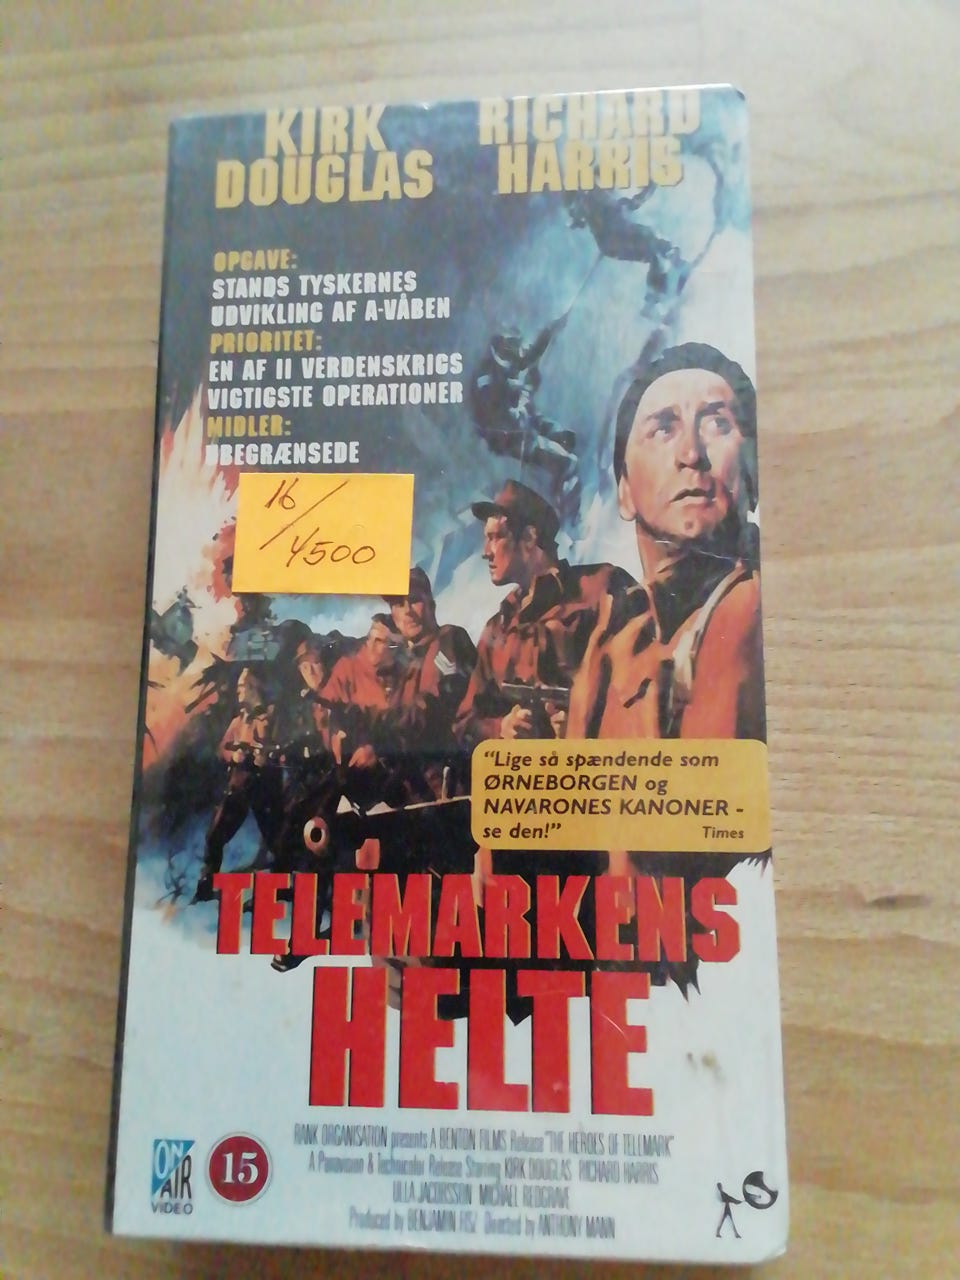 KIRK
DOUGLAS
RICHARD
HARRIS
OPGAVE:
STANDS TYSKERNES
UDVIKLING AF A-VÅBEN
PRIORITET:
EN AF II VERDENSKRIGS
VIGTIGSTE OPERATIONER
MIDLER:
UBEGRÆNSEDE
16/
4500
"Lige så spændende som
ØRNEBORGEN og
NAVARONES KANONER -
se den!" Times
TELEMARKENS
HELTE
RANK ORGANISATION presents A BENTON FILMS Release "THE HEROES OF TELEMARK"
A Panavision & Technicolor Release Starring KIRK DOUGLAS RICHARD HARRIS
ULLA JACOBSSON MICHAEL REDGRAVE
Produced by BENJAMIN FISZ Directed by ANTHONY MANN
ON
AIR
VIDEO
15